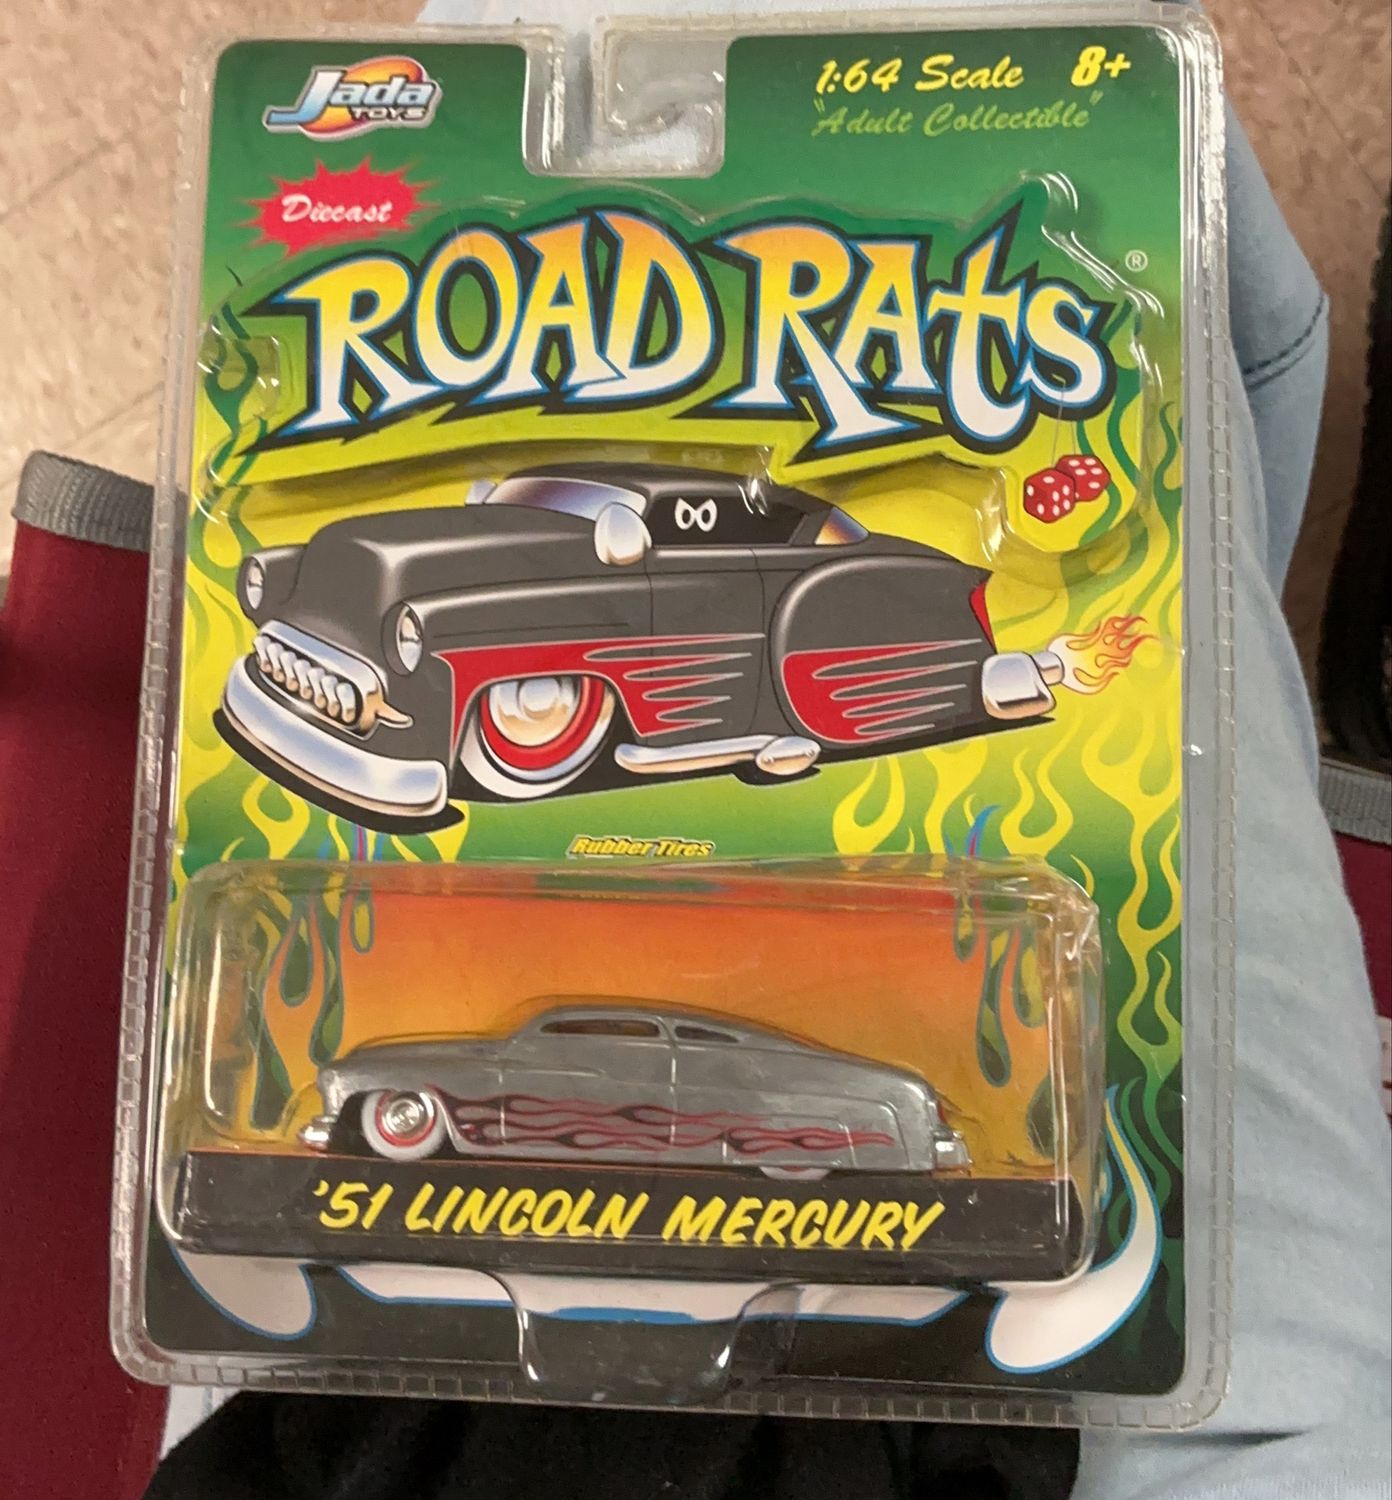 Jada
TOYS
1:64 Scale 8+
"Adult Collectible"
Diecast
ROAD RAtS®
Rubber Tires
'51 LINCOLN MERCURY